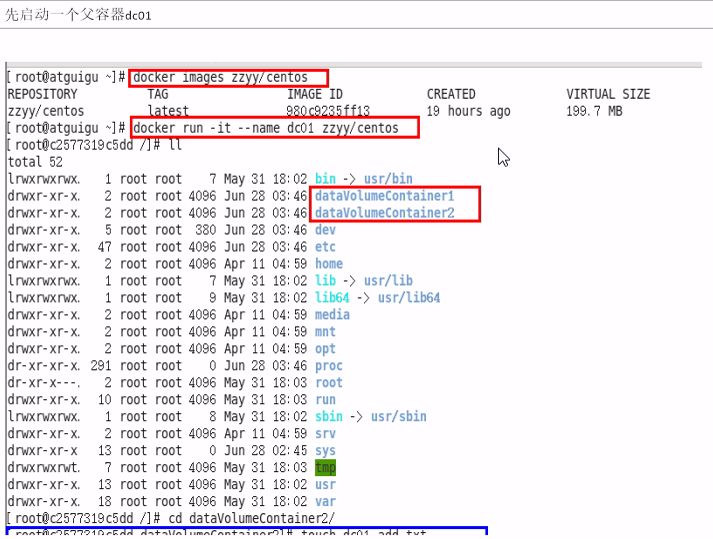 先启动一个父容器dc01
[root@atguigu ~]# docker images zzyy/centos
REPOSITORY TAG IMAGE ID CREATED VIRTUAL SIZE
zzyy/centos latest 980c9235ff13 19 hours ago 199.7 MB
[root@atguigu ~]# docker run -it --name dc01 zzyy/centos
[root@c2577319c5dd /]# ll
total 52
lrwxrwxrwx. 1 root root 7 May 31 18:02 bin -> usr/bin
drwxr-xr-x. 2 root root 4096 Jun 28 03:46 dataVolumeContainer1
drwxr-xr-x. 2 root root 4096 Jun 28 03:46 dataVolumeContainer2
drwxr-xr-x. 5 root root 380 Jun 28 03:46 dev
drwxr-xr-x. 47 root root 4096 Jun 28 03:46 etc
drwxr-xr-x. 2 root root 4096 Apr 11 04:59 home
lrwxrwxrwx. 1 root root 7 May 31 18:02 lib -> usr/lib
lrwxrwxrwx. 1 root root 9 May 31 18:02 lib64 -> usr/lib64
drwxr-xr-x. 2 root root 4096 Apr 11 04:59 media
drwxr-xr-x. 2 root root 4096 Apr 11 04:59 mnt
drwxr-xr-x. 2 root root 4096 Apr 11 04:59 opt
dr-xr-xr-x. 291 root root 0 Jun 28 03:46 proc
dr-xr-x---. 2 root root 4096 May 31 18:03 root
drwxr-xr-x. 10 root root 4096 May 31 18:03 run
lrwxrwxrwx. 1 root root 8 May 31 18:02 sbin -> usr/sbin
drwxr-xr-x. 2 root root 4096 Apr 11 04:59 srv
dr-xr-xr-x 13 root root 0 Jun 28 02:45 sys
drwxrwxrwt. 7 root root 4096 May 31 18:03 tmp
drwxr-xr-x. 13 root root 4096 May 31 18:02 usr
drwxr-xr-x. 18 root root 4096 May 31 18:02 var
[root@c2577319c5dd /]# cd dataVolumeContainer2/
[root@c2577319c5dd dataVolumeContainer2]# touch dc01_add.txt